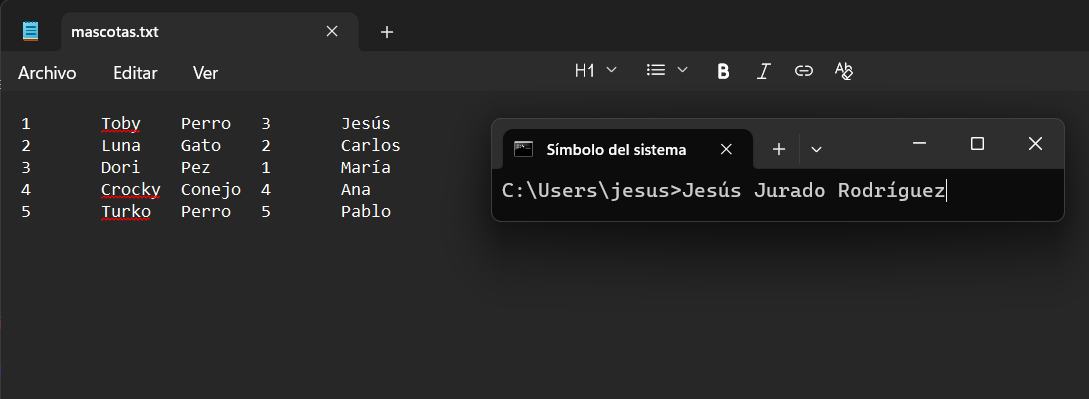 mascotas.txt
Archivo Editar Ver H1 B I
1 Toby Perro 3 Jesús
2 Luna Gato 2 Carlos
3 Dori Pez 1 María
4 Crocky Conejo 4 Ana
5 Turko Perro 5 Pablo
Símbolo del sistema
C:\Users\jesus>Jesús Jurado Rodríguez